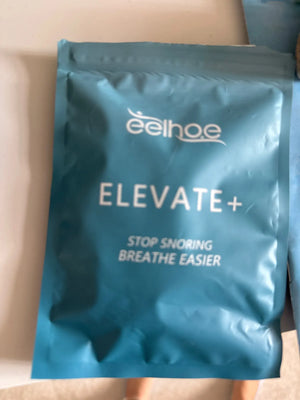 eelhoe
ELEVATE+
STOP SNORING
BREATHE EASIER